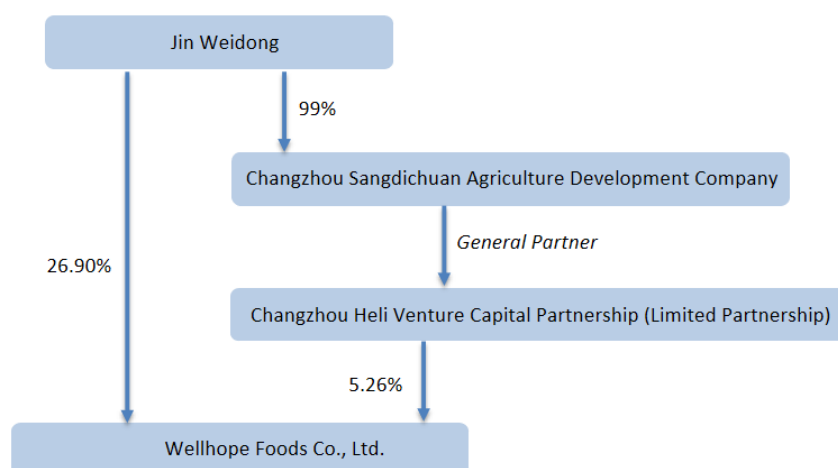 Jin Weidong
99%
Changzhou Sangdichuan Agriculture Development Company
General Partner
26.90%
Changzhou Heli Venture Capital Partnership (Limited Partnership)
5.26%
Wellhope Foods Co., Ltd.